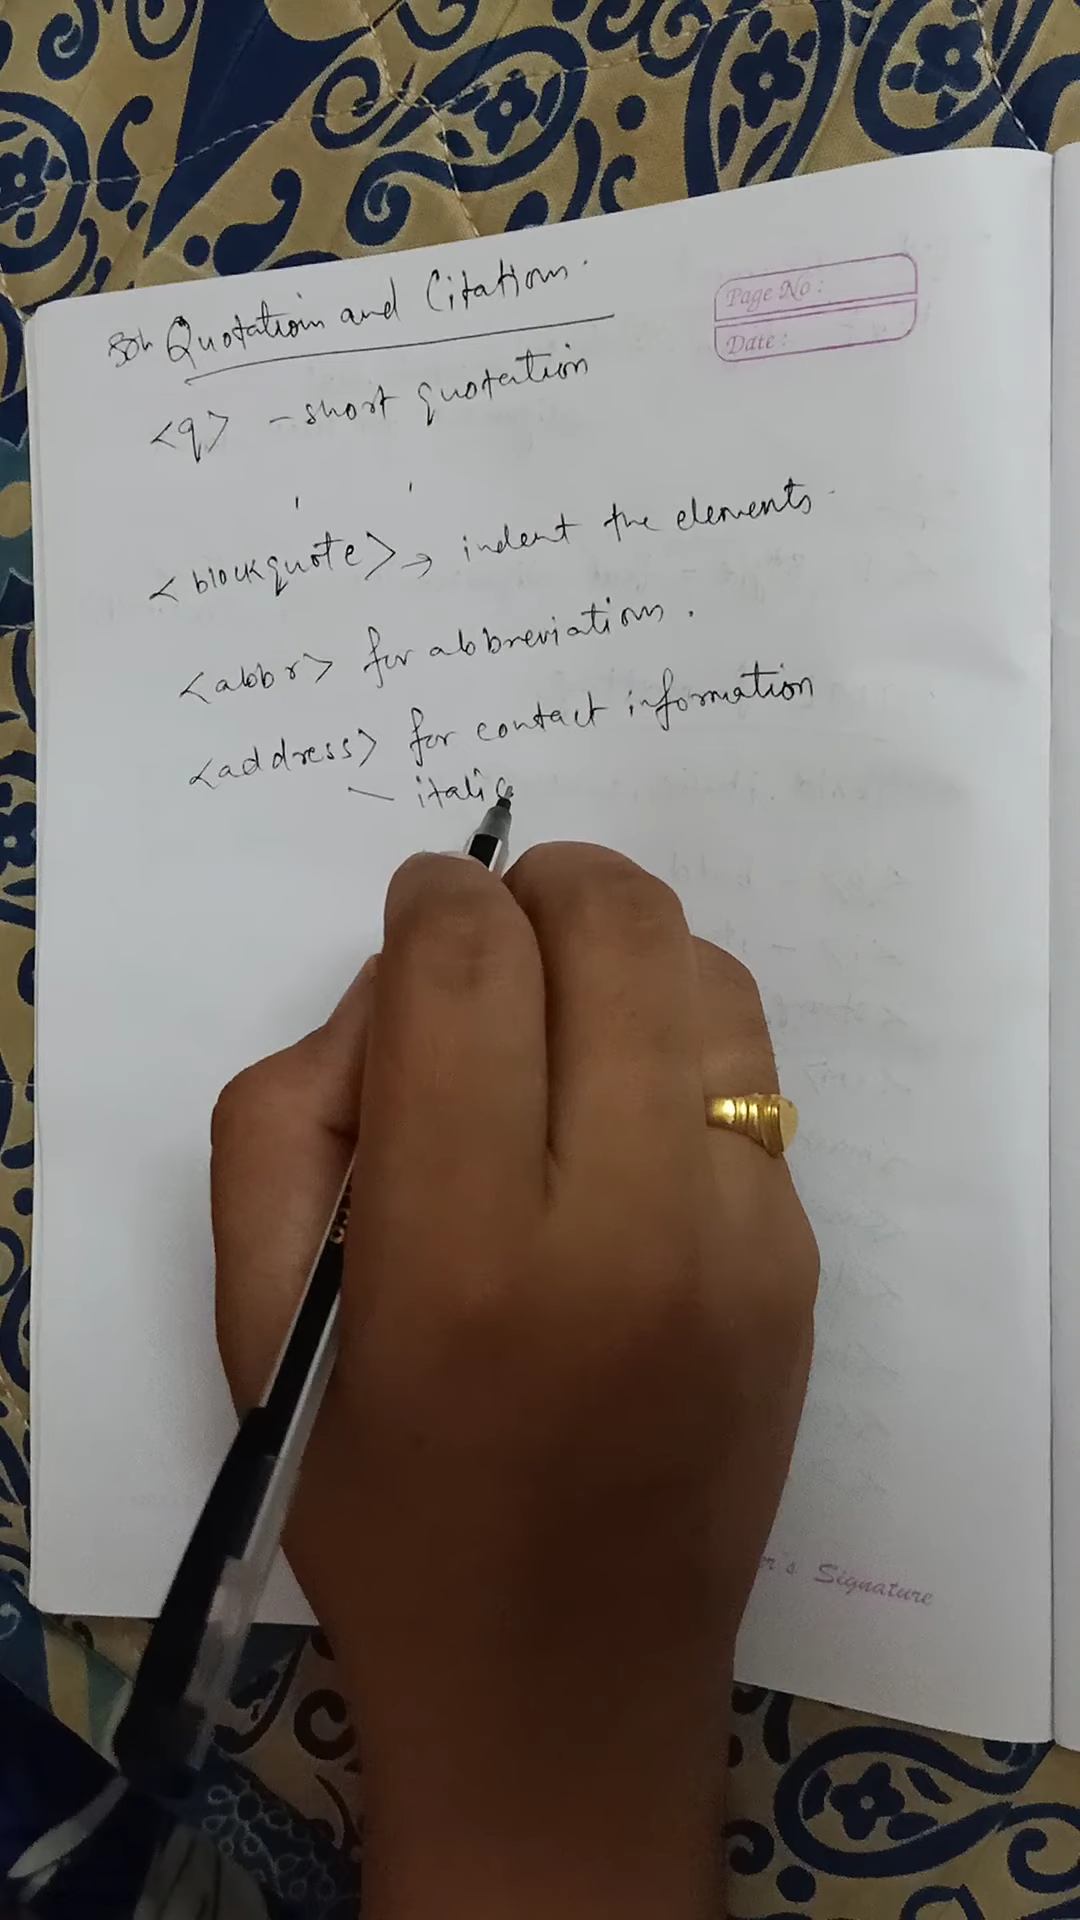 Quotation and Citation.
Page No :
Date :
<q> - short quotation
<blockquote> → indent the elements.
<abbr> for abbreviation.
<address> for contact information
- italic
Signature